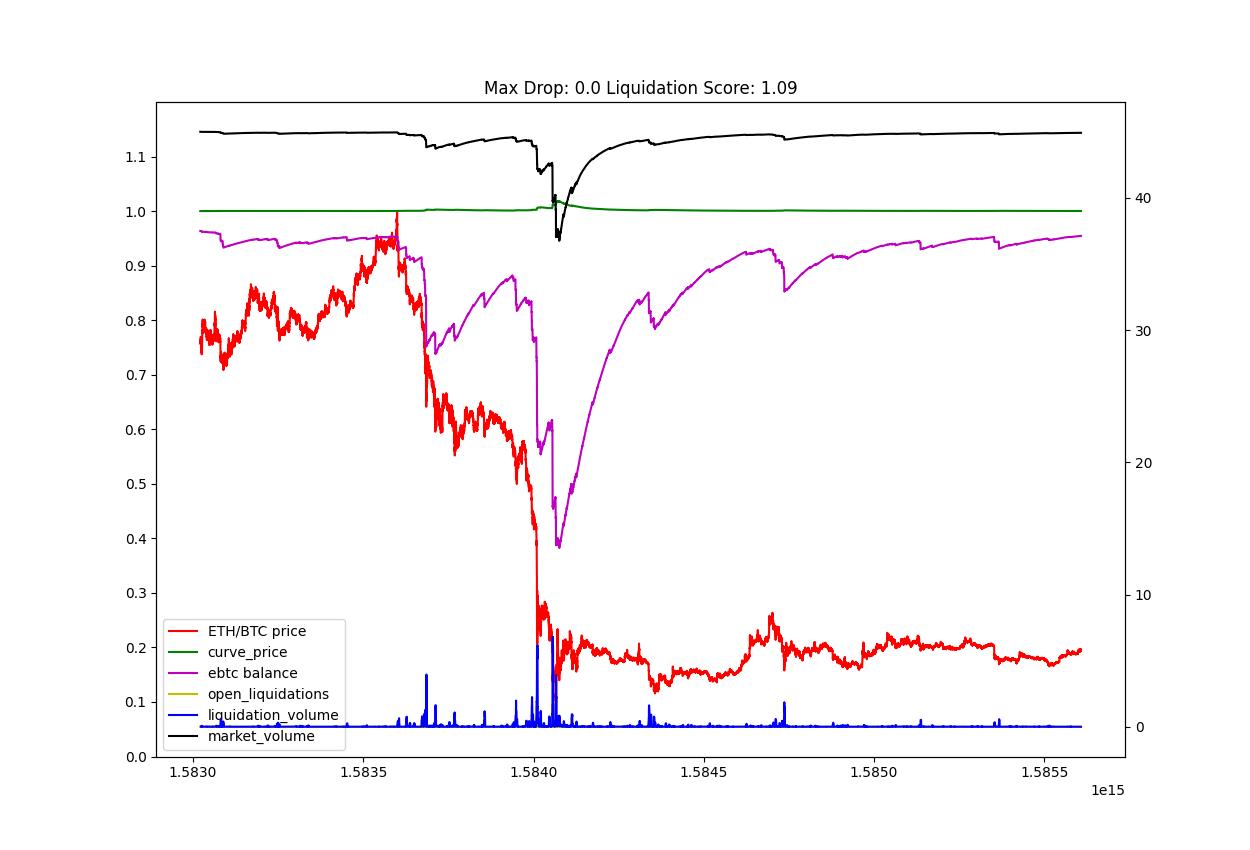 Max Drop: 0.0 Liquidation Score: 1.09
1.1
1.0
0.9
0.8
0.7
0.6
0.5
0.4
0.3
0.2
0.1
0.0
40
30
20
10
0
ETH/BTC price
curve_price
ebtc balance
open_liquidations
liquidation_volume
market_volume
1.5830 1.5835 1.5840 1.5845 1.5850 1.5855
1e15